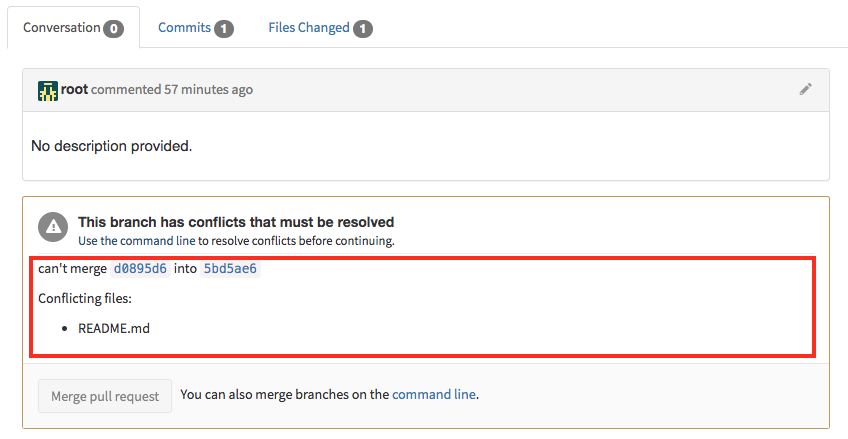 Conversation 0 Commits 1 Files Changed 1
root commented 57 minutes ago
No description provided.
This branch has conflicts that must be resolved
Use the command line to resolve conflicts before continuing.
can't merge d0895d6 into 5bd5ae6
Conflicting files:
• README.md
Merge pull request You can also merge branches on the command line.